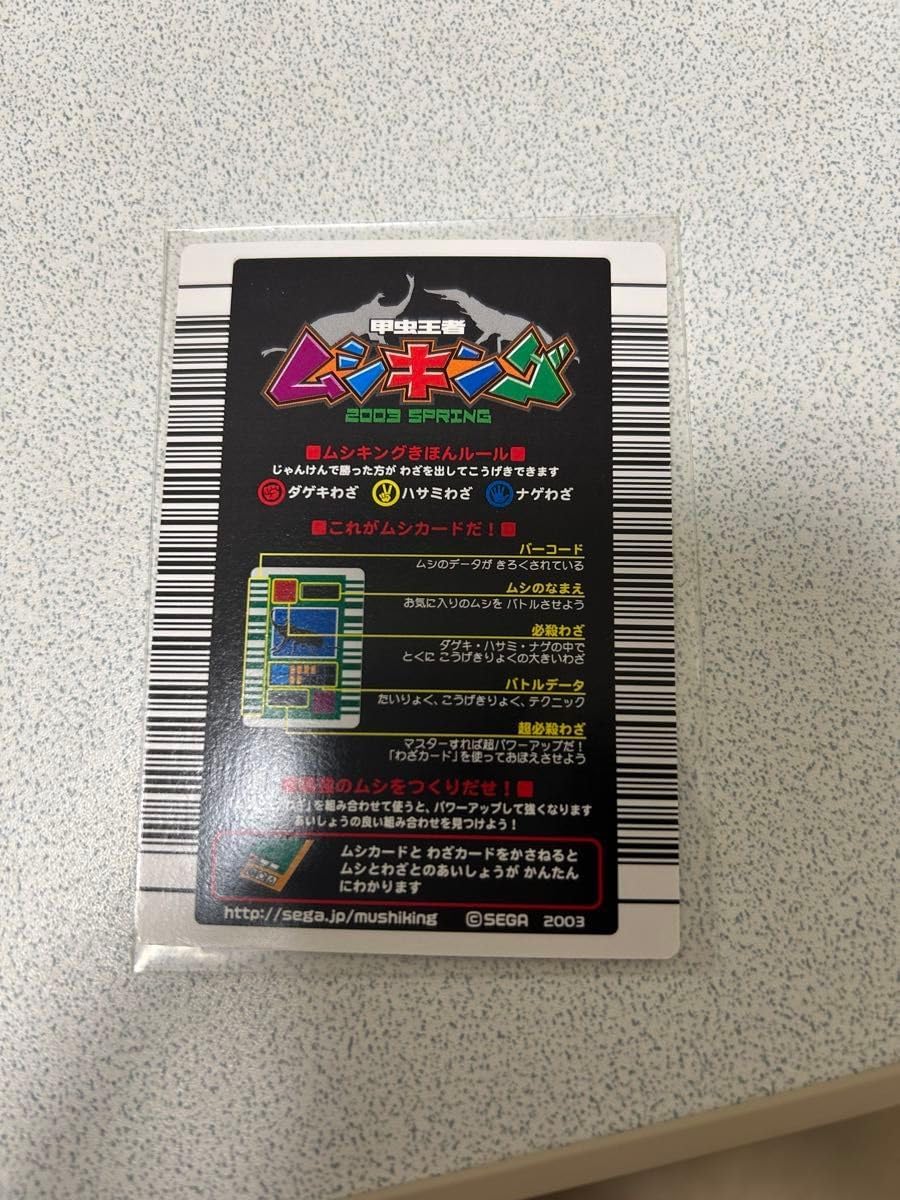 甲虫王者
ムシキング
2003 SPRING
■ムシキングきほんルール■
じゃんけんで勝った方が わざを出してこうげきできます
ダゲキわざ ハサミわざ ナゲわざ
■これがムシカードだ！■
バーコード
ムシのデータが きろくされている
ムシのなまえ
お気に入りのムシを バトルさせよう
必殺わざ
ダゲキ・ハサミ・ナゲの中で
とくに こうげきりょくの大きいわざ
バトルデータ
たいりょく、こうげきりょく、テクニック
超必殺わざ
マスターすれば超パワーアップだ！
「わざカード」を使っておぼえさせよう
強のムシをつくりだせ！■
」を組み合わせて使うと、パワーアップして強くなります
あいしょうの良い組み合わせを見つけよう！
ムシカードと わざカードをかさねると
ムシとわざとのあいしょうが かんたん
にわかります
http://sega.jp/mushiking ©SEGA 2003